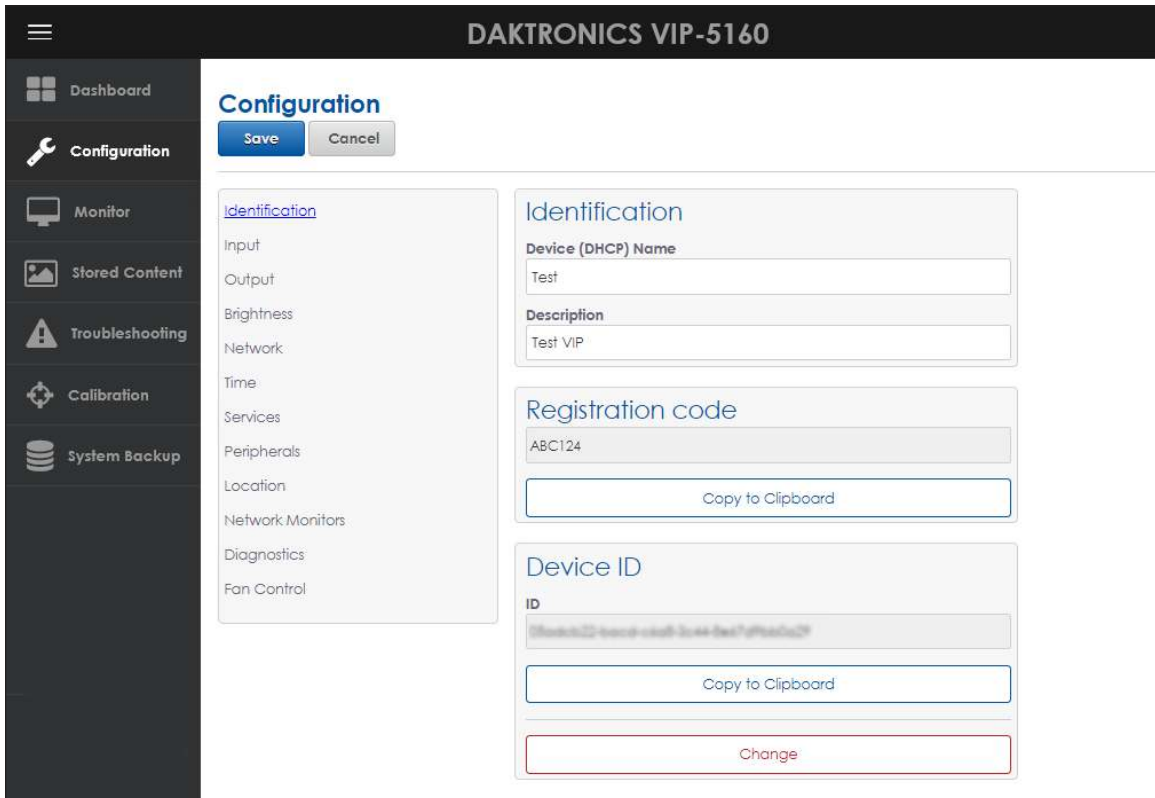 DAKTRONICS VIP-5160
Dashboard
Configuration
Monitor
Stored Content
Troubleshooting
Calibration
System Backup
Configuration
Save
Cancel
Identification
Input
Output
Brightness
Network
Time
Services
Peripherals
Location
Network Monitors
Diagnostics
Fan Control
Identification
Device (DHCP) Name
Test
Description
Test VIP
Registration code
ABC124
Copy to Clipboard
Device ID
ID
Copy to Clipboard
Change